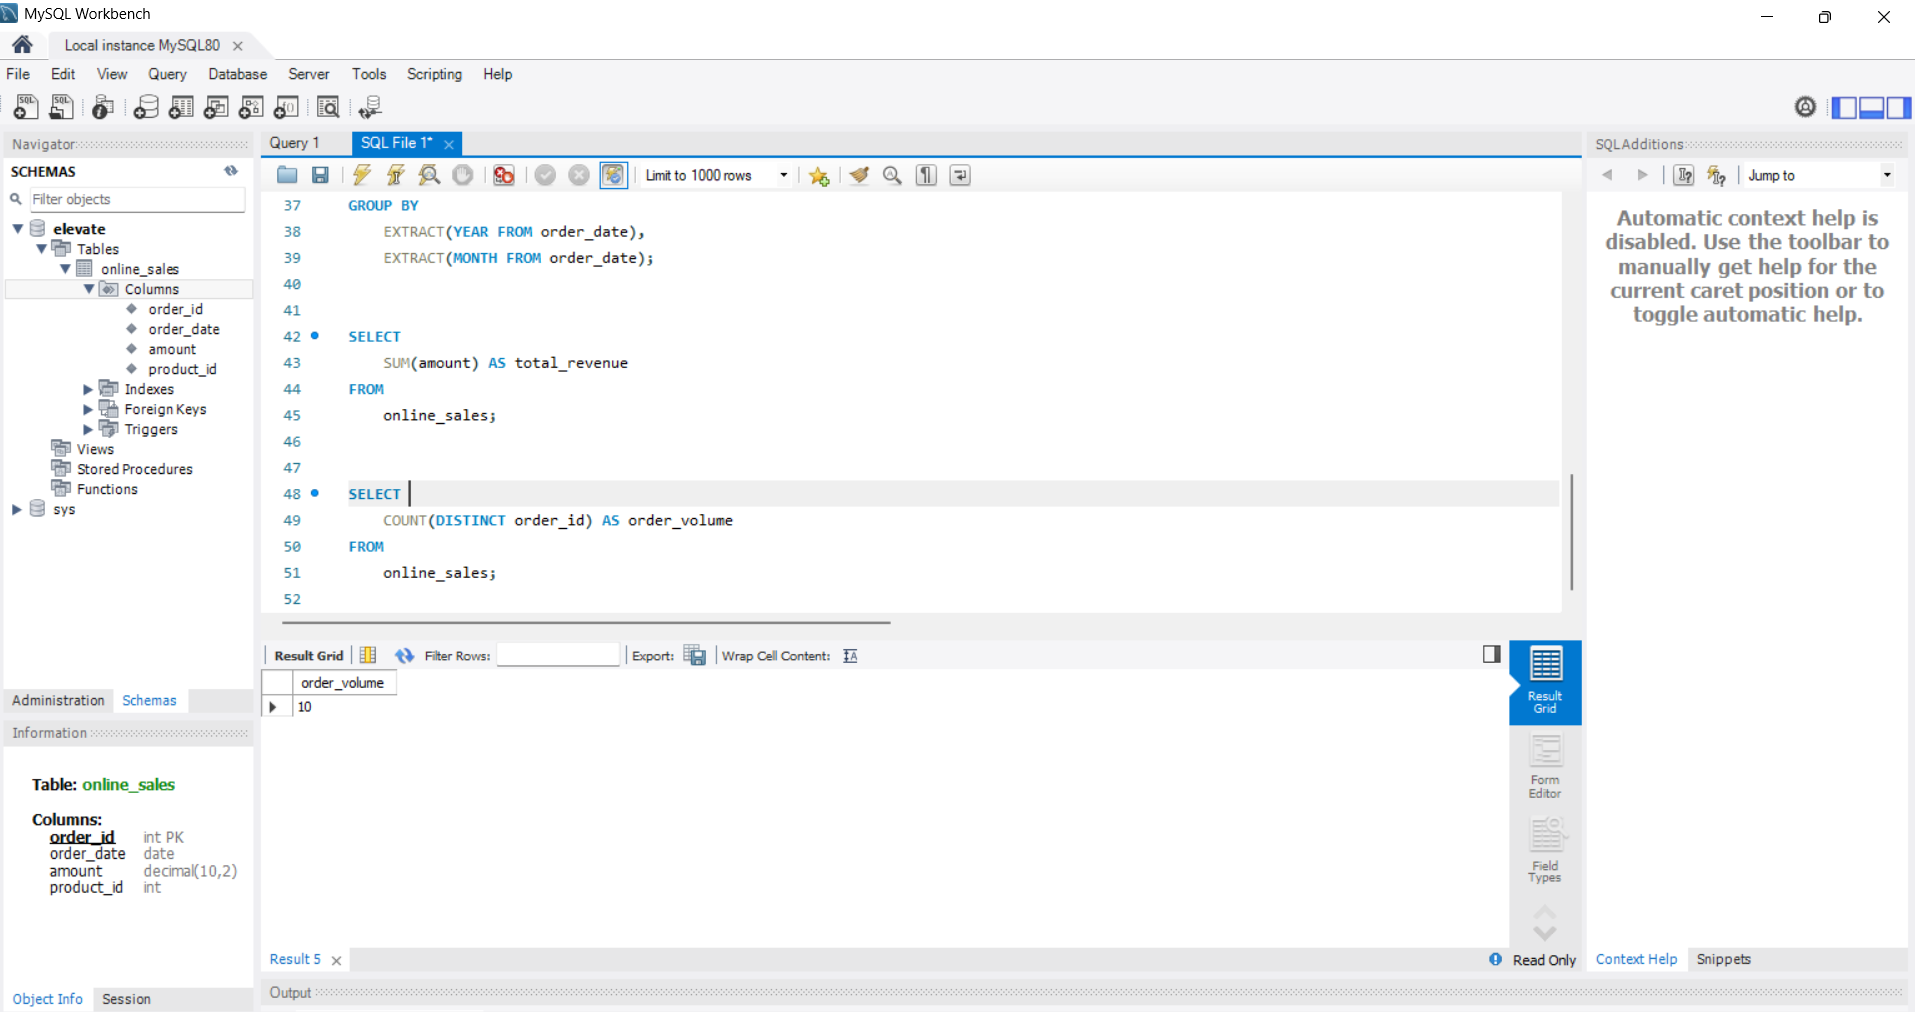 MySQL Workbench
Local instance MySQL80
File Edit View Query Database Server Tools Scripting Help
Navigator
SCHEMAS
Filter objects
elevate
Tables
online_sales
Columns
order_id
order_date
amount
product_id
Indexes
Foreign Keys
Triggers
Views
Stored Procedures
Functions
sys
Administration Schemas
Information
Table: online_sales
Columns:
order_id int PK
order_date date
amount decimal(10,2)
product_id int
Object Info Session
Query 1 SQL File 1*
Limit to 1000 rows
37 GROUP BY
38 EXTRACT(YEAR FROM order_date),
39 EXTRACT(MONTH FROM order_date);
40
41
42 SELECT
43 SUM(amount) AS total_revenue
44 FROM
45 online_sales;
46
47
48 SELECT
49 COUNT(DISTINCT order_id) AS order_volume
50 FROM
51 online_sales;
52
Result Grid Filter Rows: Export: Wrap Cell Content:
order_volume
10
Result Grid
Form Editor
Field Types
Result 5
Read Only
Output
SQLAdditions
Jump to
Automatic context help is
disabled. Use the toolbar to
manually get help for the
current caret position or to
toggle automatic help.
Context Help Snippets